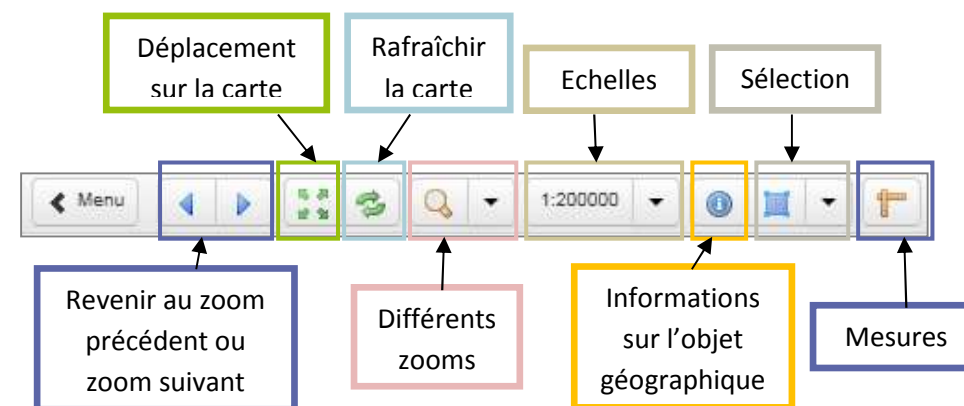 Déplacement
sur la carte
Rafraîchir
la carte
Echelles
Sélection
Menu
1:200000
Revenir au zoom
précédent ou
zoom suivant
Différents
zooms
Informations
sur l’objet
géographique
Mesures